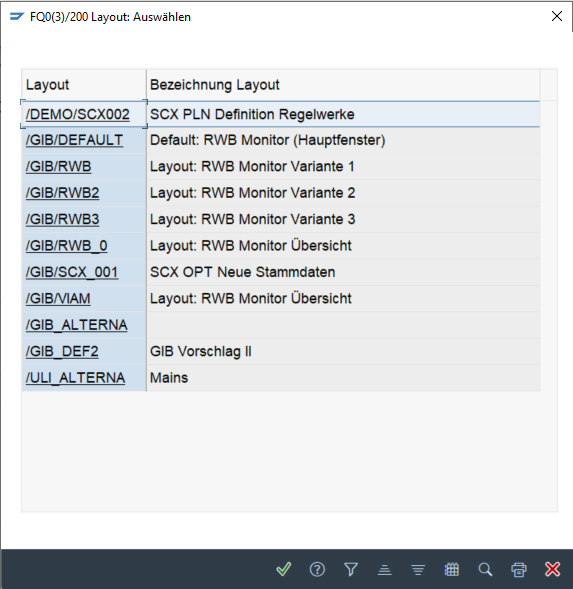 FQ0(3)/200 Layout: Auswählen
Layout Bezeichnung Layout
/DEMO/SCX002 SCX PLN Definition Regelwerke
/GIB/DEFAULT Default: RWB Monitor (Hauptfenster)
/GIB/RWB Layout: RWB Monitor Variante 1
/GIB/RWB2 Layout: RWB Monitor Variante 2
/GIB/RWB3 Layout: RWB Monitor Variante 3
/GIB/RWB_0 Layout: RWB Monitor Übersicht
/GIB/SCX_001 SCX OPT Neue Stammdaten
/GIB/VIAM Layout: RWB Monitor Übersicht
/GIB_ALTERNA
/GIB_DEF2 GIB Vorschlag II
/ULI_ALTERNA Mains